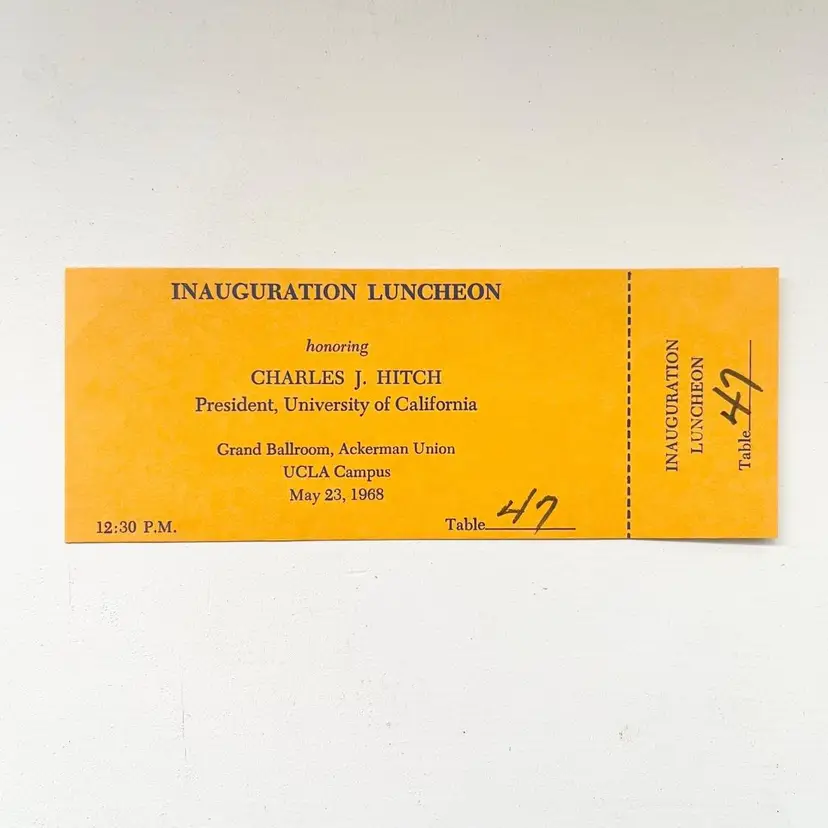 INAUGURATION LUNCHEON
honoring
CHARLES J. HITCH
President, University of California
Grand Ballroom, Ackerman Union
UCLA Campus
May 23, 1968
12:30 P.M.
Table 47
INAUGURATION
LUNCHEON
Table 47